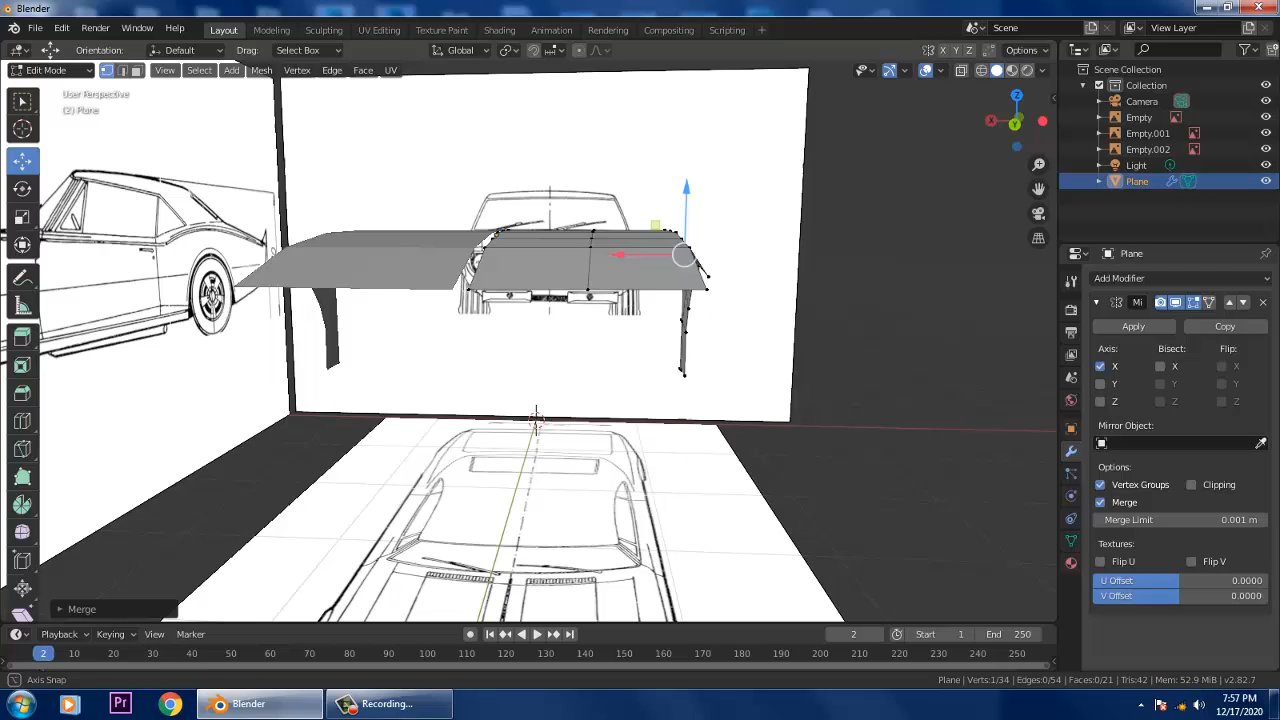 Blender
File Edit Render Window Help
Layout Modeling Sculpting UV Editing Texture Paint Shading Animation Rendering Compositing Scripting +
Scene
View Layer
Orientation: Default Drag: Select Box
Global
X Y Z Options
Edit Mode
View Select Add Mesh Vertex Edge Face UV
User Perspective
(2) Plane
Z
X
Y
Scene Collection
Collection
Camera
Empty
Empty.001
Empty.002
Light
Plane
Plane
Add Modifier
Mi
Apply Copy
Axis: Bisect: Flip:
X X X
Y Y Y
Z Z Z
Mirror Object:
Options:
Vertex Groups Clipping
Merge
Merge Limit 0.001 m
Textures:
Flip U Flip V
U Offset 0.0000
V Offset 0.0000
Merge
Playback Keying View Marker
2 Start 1 End 250
2 10 20 30 40 50 60 70 80 90 100 110 120 130 140 150 160 170 180 190 200 210 220 230 240 250
Axis Snap
Plane | Verts:1/34 | Edges:0/54 | Faces:0/21 | Tris:42 | Mem: 52.9 MiB | v2.82.7
Pr
Blender
Recording...
7:57 PM
12/17/2020